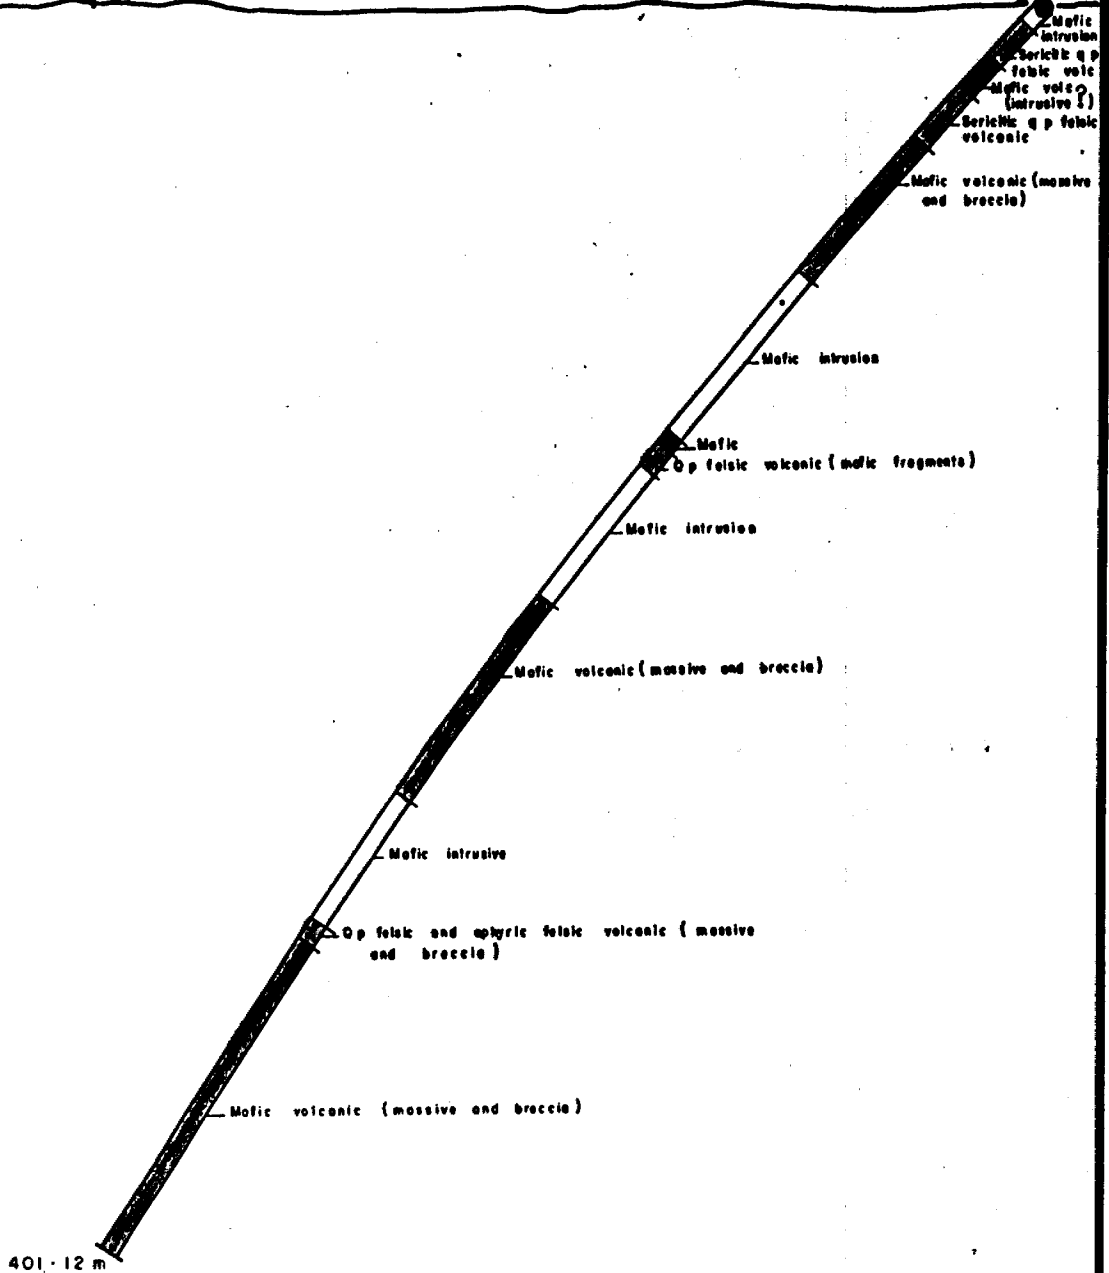 Mafic
intrusion
Sericitic q p
felsic volc
Mafic volc
(intrusive ?)
Sericitic q p felsic
volcanic
Mafic volcanic (massive
and breccia)
Mafic intrusion
Mafic
Q p felsic volcanic (mafic fragments)
Mafic intrusion
Mafic volcanic (massive and breccia)
Mafic intrusive
Q p felsic and aphyric felsic volcanic (massive
and breccia)
Mafic volcanic (massive and breccia)
401·12 m